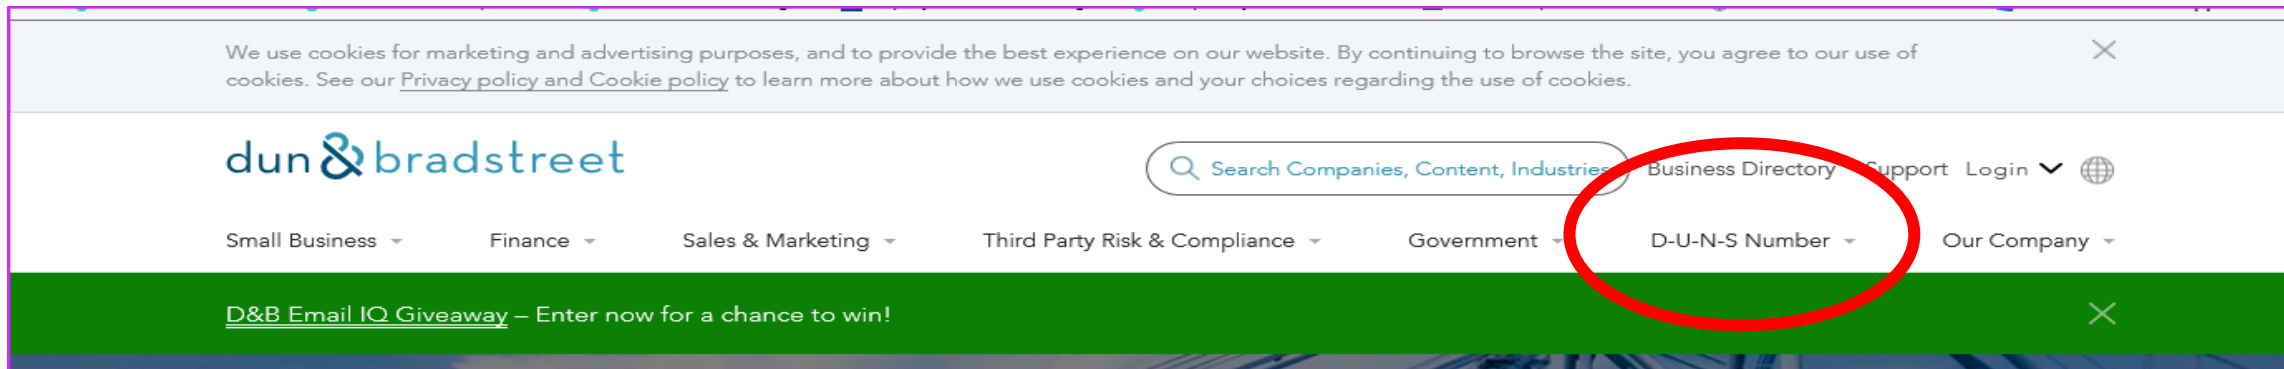 We use cookies for marketing and advertising purposes, and to provide the best experience on our website. By continuing to browse the site, you agree to our use of
cookies. See our Privacy policy and Cookie policy to learn more about how we use cookies and your choices regarding the use of cookies.
dun & bradstreet
Search Companies, Content, Industries Business Directory Support Login
Small Business Finance Sales & Marketing Third Party Risk & Compliance Government D-U-N-S Number Our Company
D&B Email IQ Giveaway – Enter now for a chance to win!